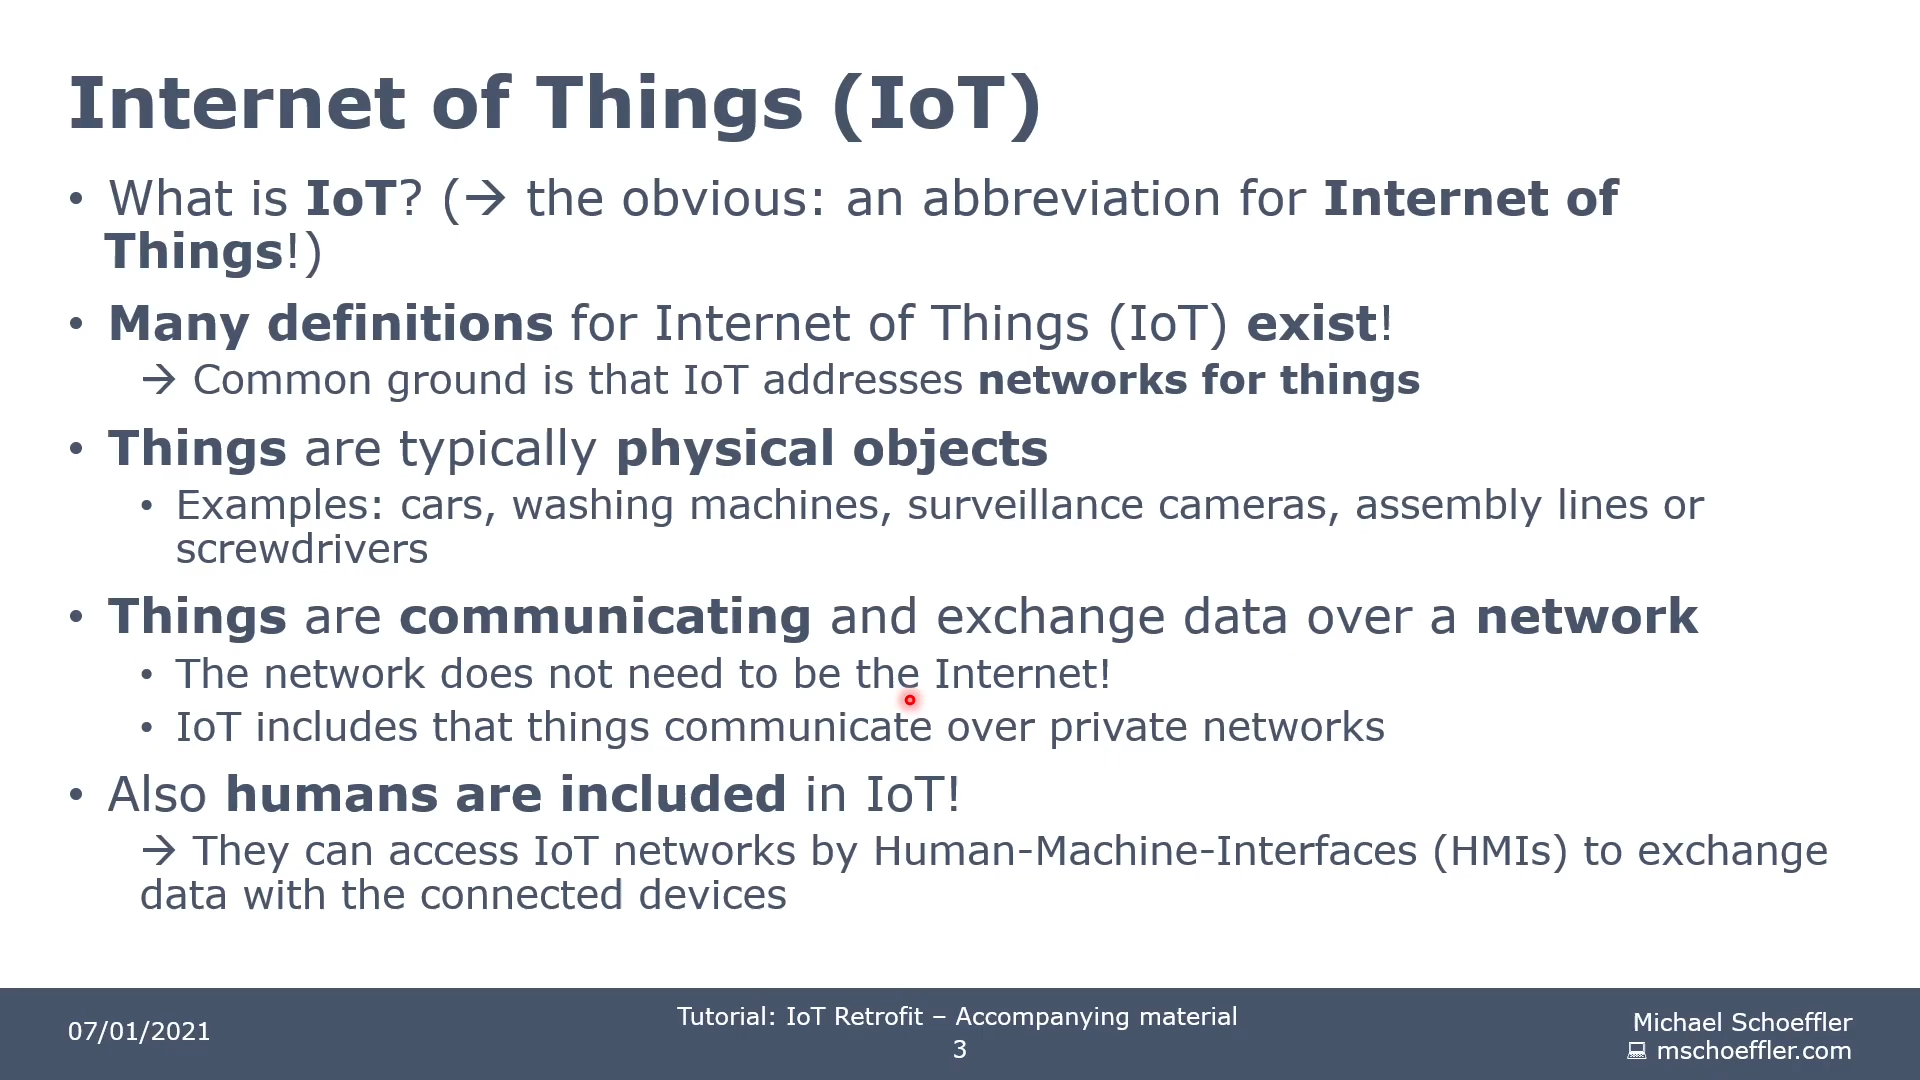 Internet of Things (IoT)
• What is IoT? (→ the obvious: an abbreviation for Internet of
Things!)
• Many definitions for Internet of Things (IoT) exist!
→ Common ground is that IoT addresses networks for things
• Things are typically physical objects
• Examples: cars, washing machines, surveillance cameras, assembly lines or
screwdrivers
• Things are communicating and exchange data over a network
• The network does not need to be the Internet!
• IoT includes that things communicate over private networks
• Also humans are included in IoT!
→ They can access IoT networks by Human-Machine-Interfaces (HMIs) to exchange
data with the connected devices
07/01/2021
Tutorial: IoT Retrofit – Accompanying material
3
Michael Schoeffler
mschoeffler.com